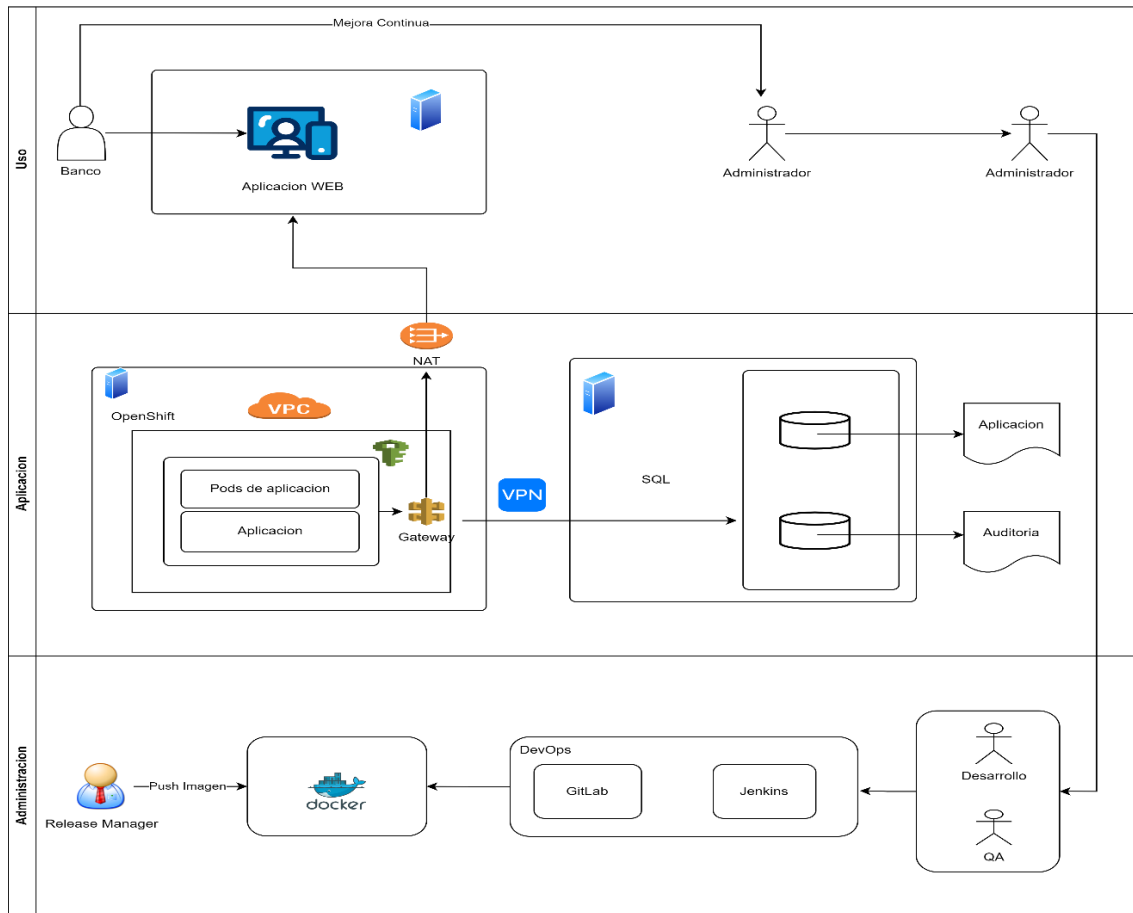 Mejora Continua
Uso
Banco
Aplicacion WEB
Administrador
Administrador
Aplicacion
NAT
OpenShift
VPC
Pods de aplicacion
Aplicacion
Gateway
VPN
SQL
Aplicacion
Auditoria
Administracion
Release Manager
Push Imagen
docker
DevOps
GitLab
Jenkins
Desarrollo
QA